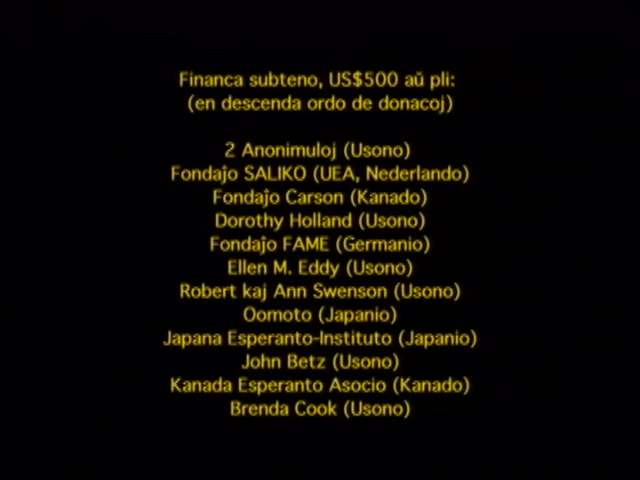 Financa subteno, US$500 aŭ pli:
(en descenda ordo de donacoj)
2 Anonimuloj (Usono)
Fondaĵo SALIKO (UEA, Nederlando)
Fondaĵo Carson (Kanado)
Dorothy Holland (Usono)
Fondaĵo FAME (Germanio)
Ellen M. Eddy (Usono)
Robert kaj Ann Swenson (Usono)
Oomoto (Japanio)
Japana Esperanto-Instituto (Japanio)
John Betz (Usono)
Kanada Esperanto Asocio (Kanado)
Brenda Cook (Usono)